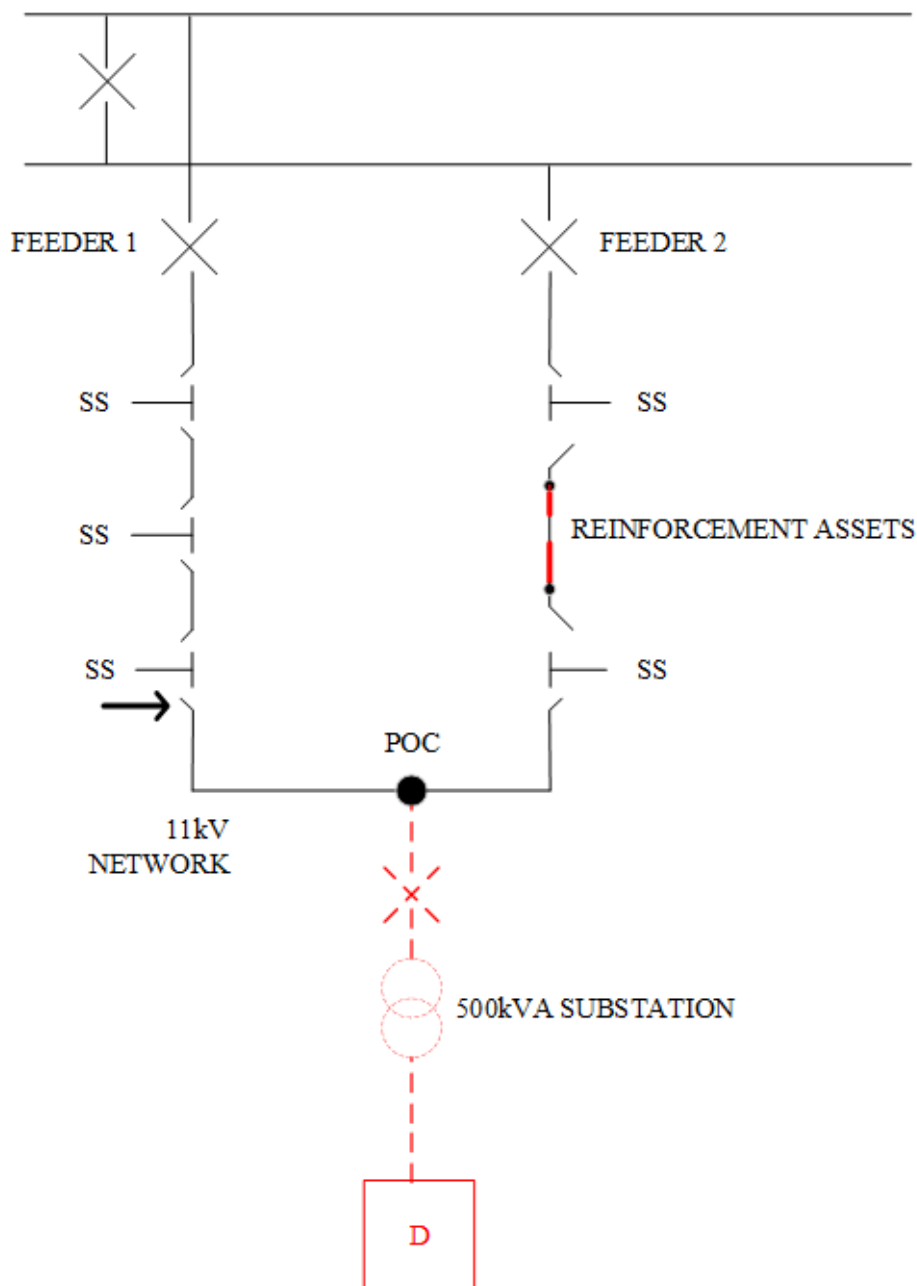 FEEDER 1
FEEDER 2
SS
SS
SS
REINFORCEMENT ASSETS
SS
SS
POC
11kV
NETWORK
500kVA SUBSTATION
D